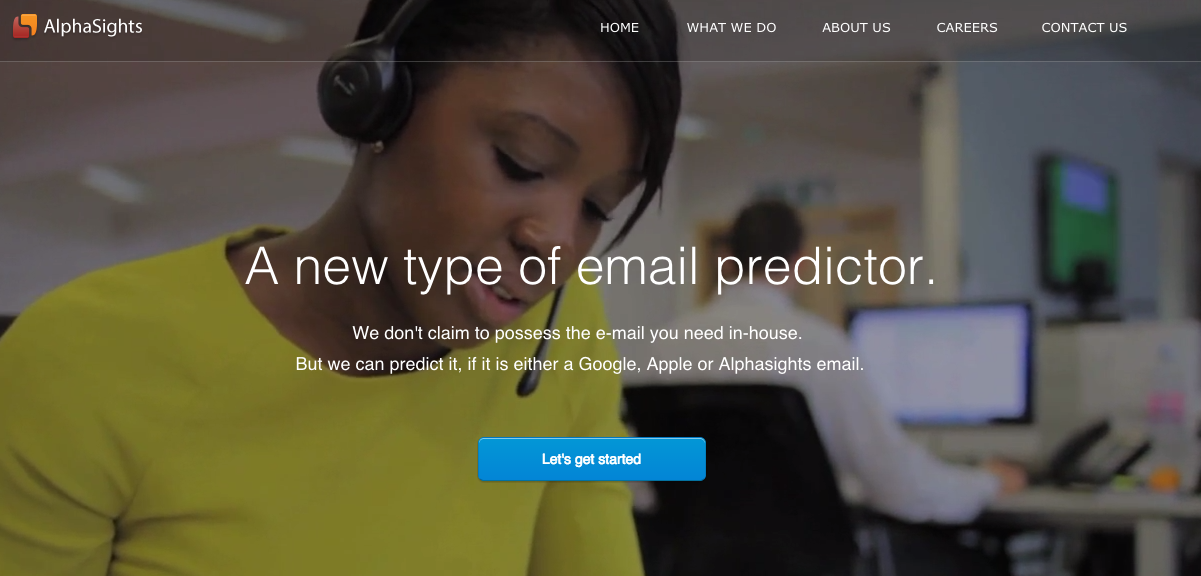 AlphaSights
HOME WHAT WE DO ABOUT US CAREERS CONTACT US
A new type of email predictor.
We don't claim to possess the e-mail you need in-house.
But we can predict it, if it is either a Google, Apple or Alphasights email.
Let's get started